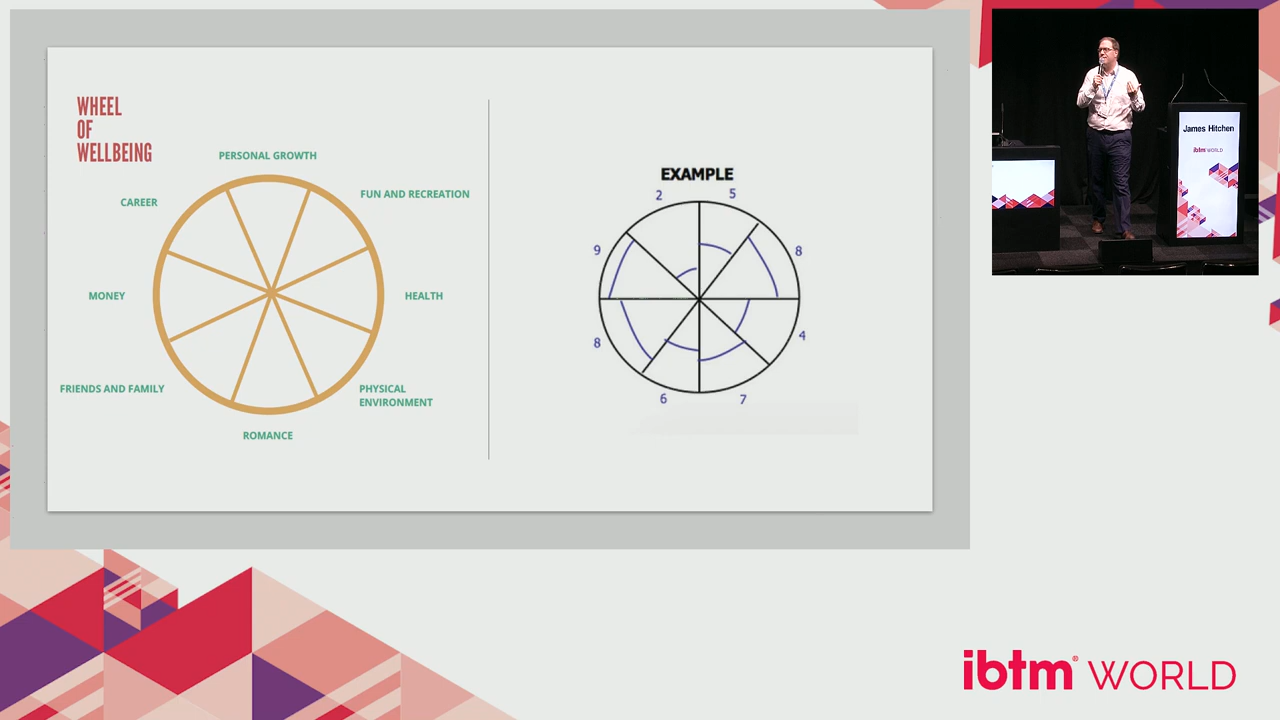 WHEEL
OF
WELLBEING
PERSONAL GROWTH
CAREER
FUN AND RECREATION
MONEY
HEALTH
FRIENDS AND FAMILY
PHYSICAL
ENVIRONMENT
ROMANCE
EXAMPLE
2
5
9
8
8
4
6
7
James Hitchen
ibtm WORLD
ibtm® WORLD